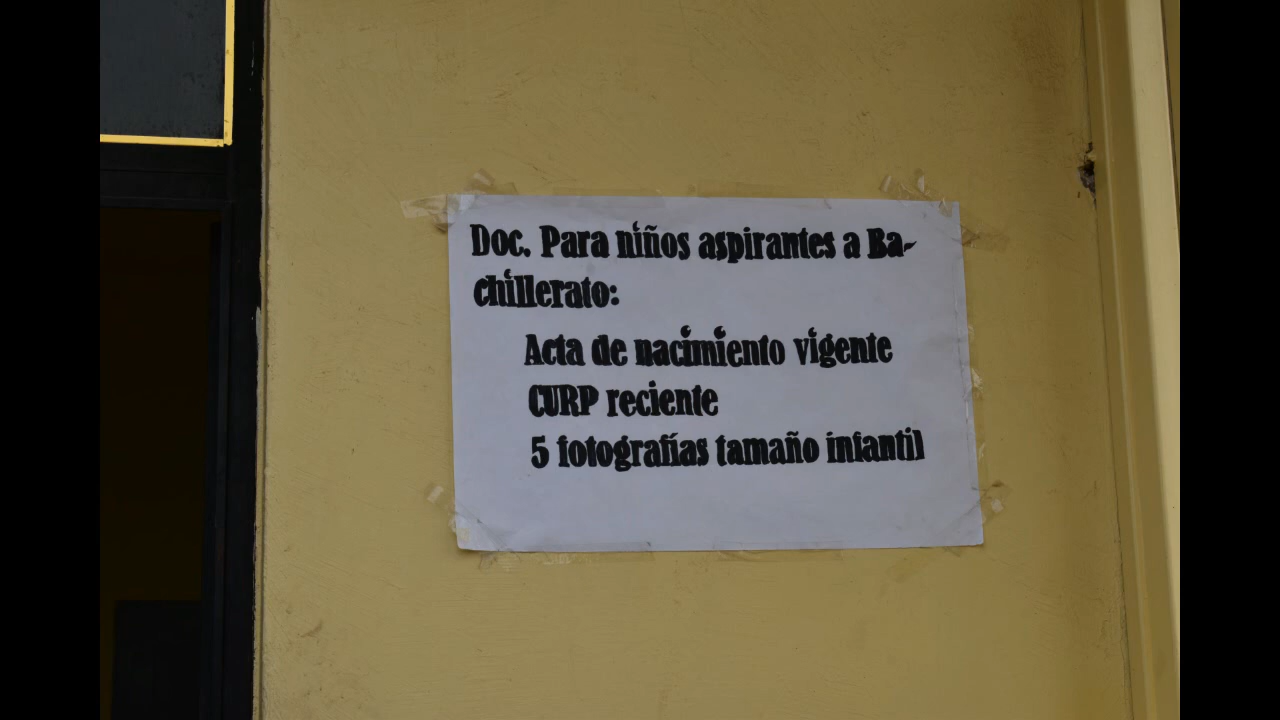 Doc. Para niños aspirantes a Ba-
chillerato:
Acta de nacimiento vigente
CURP reciente
5 fotografías tamaño infantil